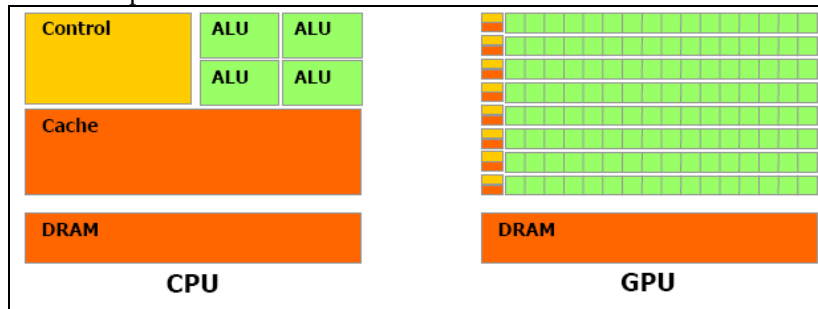 Control
ALU
ALU
ALU
ALU
Cache
DRAM
CPU
DRAM
GPU